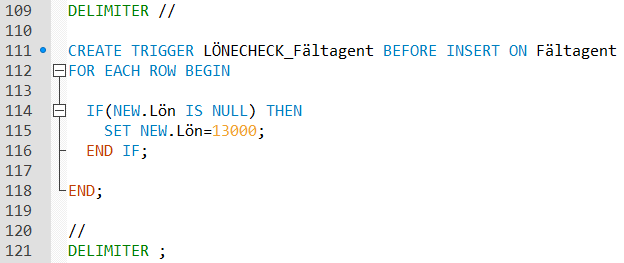 109 DELIMITER //
110
111 CREATE TRIGGER LÖNECHECK_Fältagent BEFORE INSERT ON Fältagent
112 FOR EACH ROW BEGIN
113
114 IF(NEW.Lön IS NULL) THEN
115 SET NEW.Lön=13000;
116 END IF;
117
118 END;
119
120 //
121 DELIMITER ;